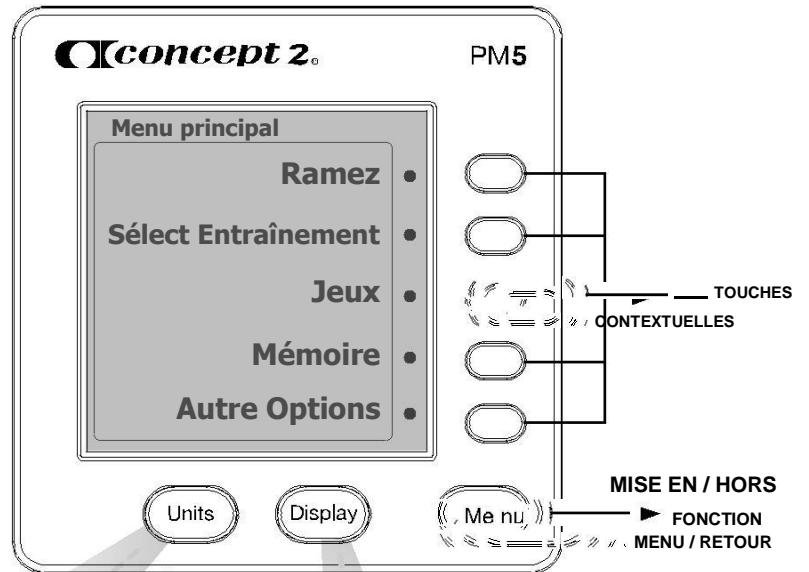 concept 2® PM5
Menu principal
Ramez
Sélect Entraînement
Jeux
Mémoire
Autre Options
TOUCHES
CONTEXTUELLES
Units Display Menu
MISE EN / HORS
FONCTION
MENU / RETOUR